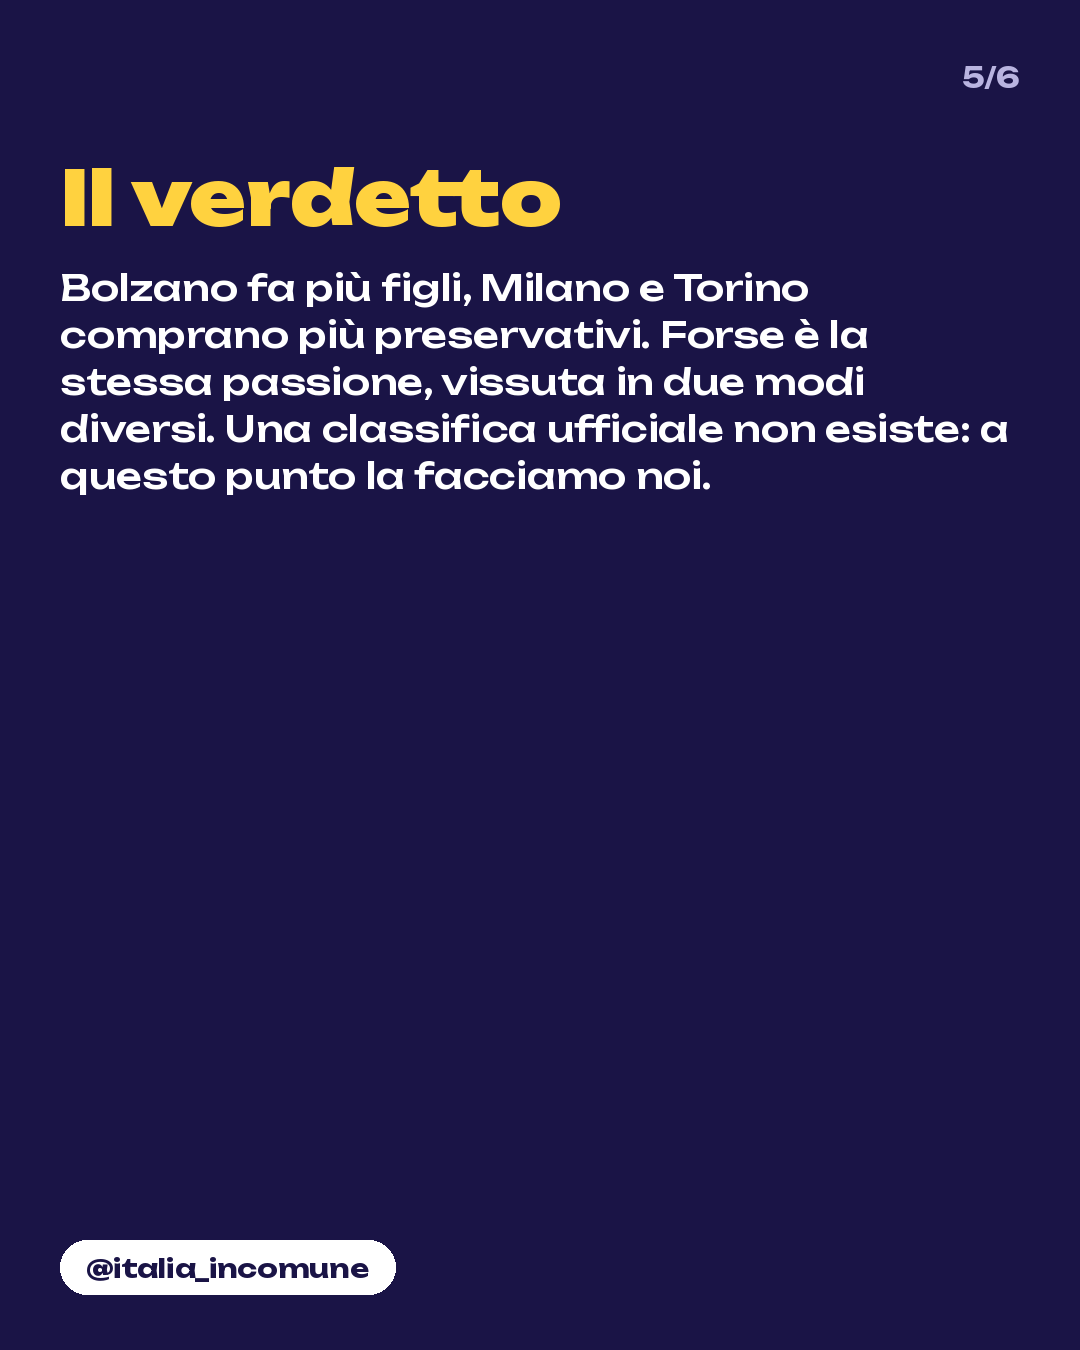 5/6
Il verdetto
Bolzano fa più figli, Milano e Torino
comprano più preservativi. Forse è la
stessa passione, vissuta in due modi
diversi. Una classifica ufficiale non esiste: a
questo punto la facciamo noi.
@italia_incomune